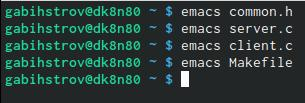 gabihstrov@dk8n80 ~ $ emacs common.h
gabihstrov@dk8n80 ~ $ emacs server.c
gabihstrov@dk8n80 ~ $ emacs client.c
gabihstrov@dk8n80 ~ $ emacs Makefile
gabihstrov@dk8n80 ~ $